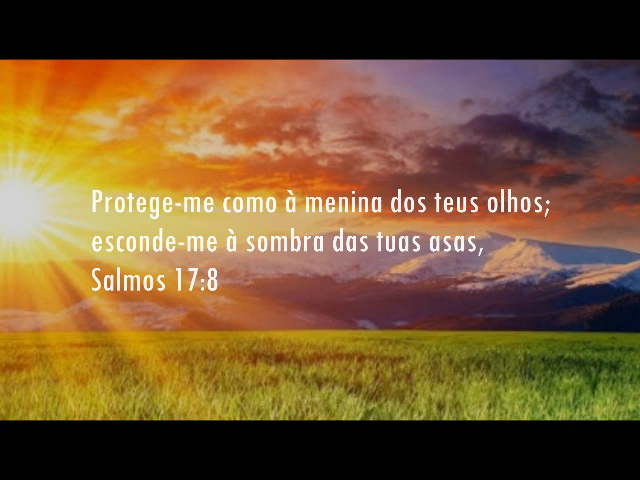 Protege-me como à menina dos teus olhos;
esconde-me à sombra das tuas asas,
Salmos 17:8